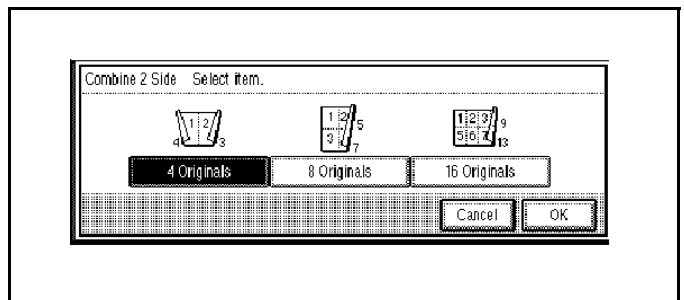 Combine 2 Side Select item.
1 2
4 3
1 2 5
3 7
1 2 3 9
5 6 7 13
4 Originals 8 Originals 16 Originals
Cancel OK